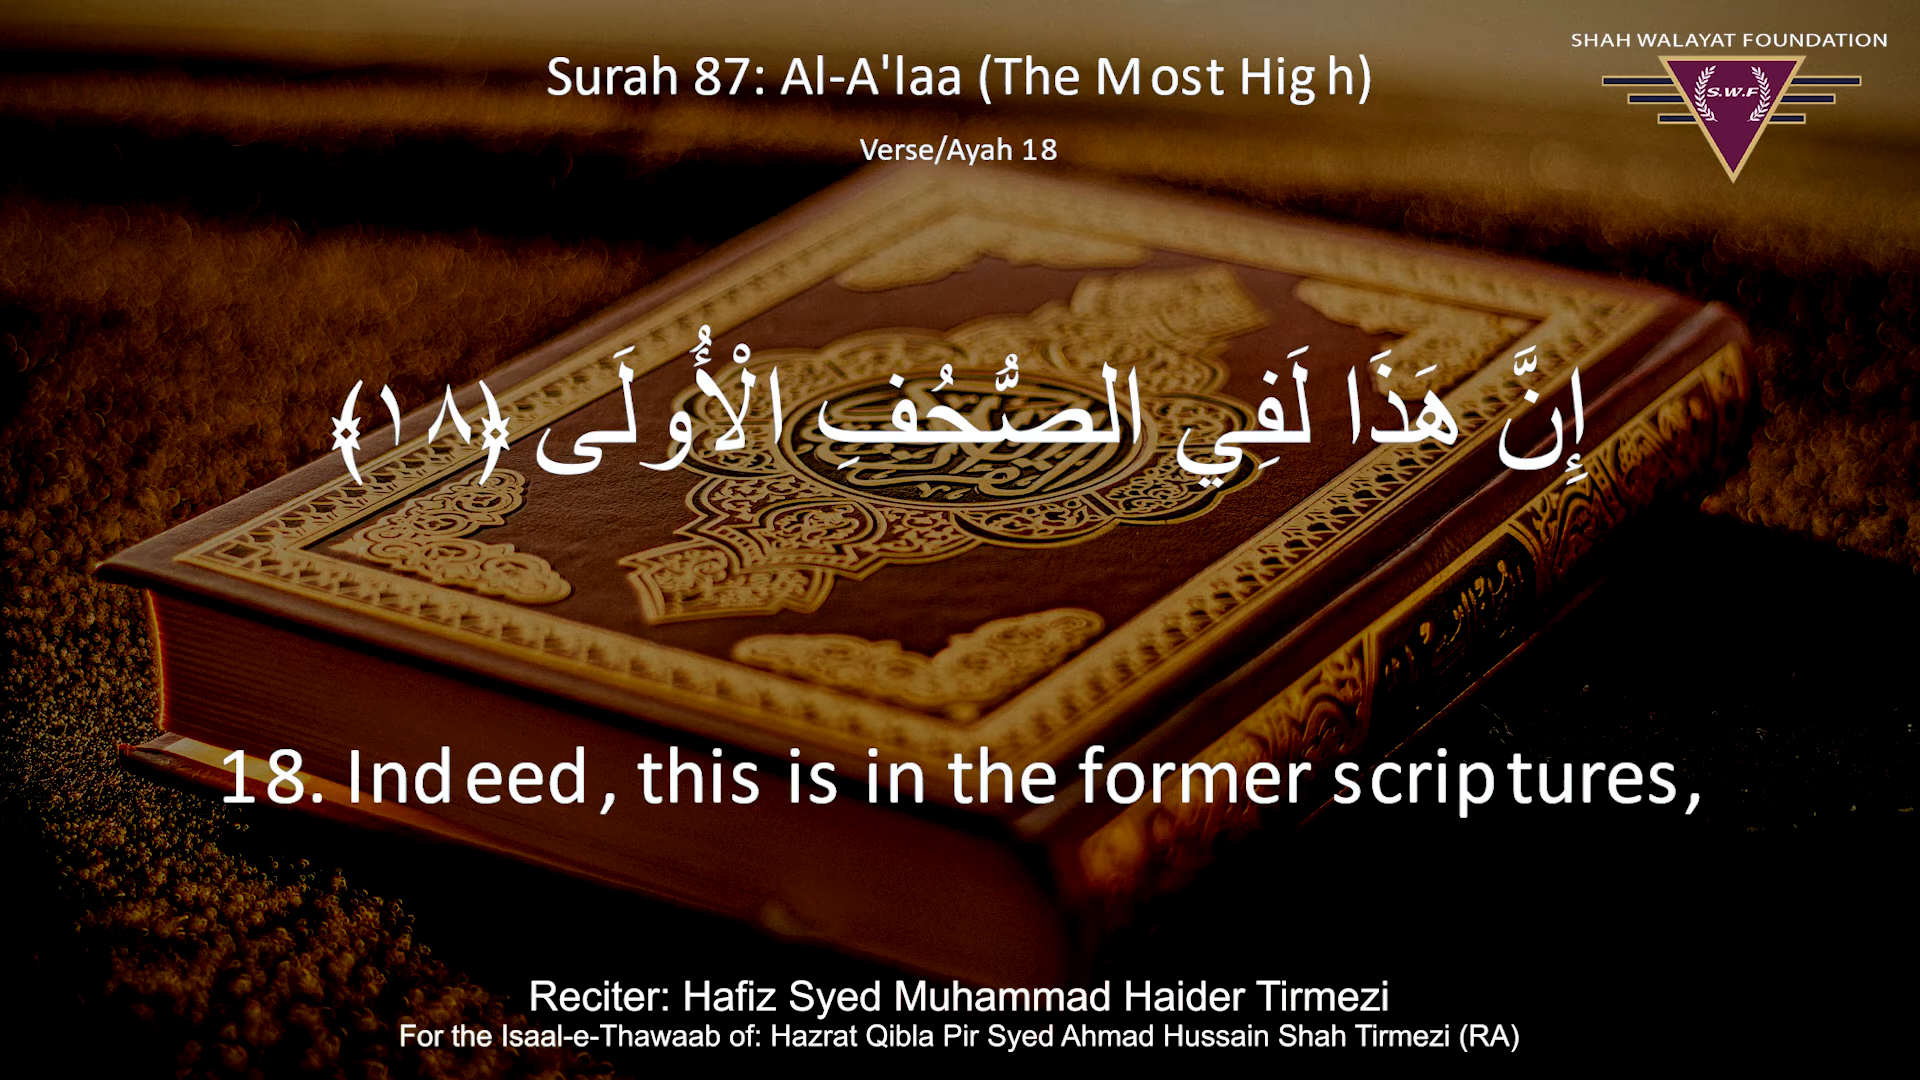 SHAH WALAYAT FOUNDATION
S.W.F
Surah 87: Al-A'laa (The Most High)
Verse/Ayah 18
إِنَّ هَذَا لَفِي الصُّحُفِ الْأُولَى ﴿١٨﴾
18. Indeed, this is in the former scriptures,
Reciter: Hafiz Syed Muhammad Haider Tirmezi
For the Isaal-e-Thawaab of: Hazrat Qibla Pir Syed Ahmad Hussain Shah Tirmezi (RA)